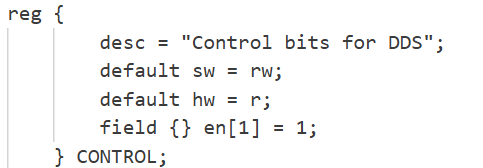 reg {
desc = "Control bits for DDS";
default sw = rw;
default hw = r;
field {} en[1] = 1;
} CONTROL;